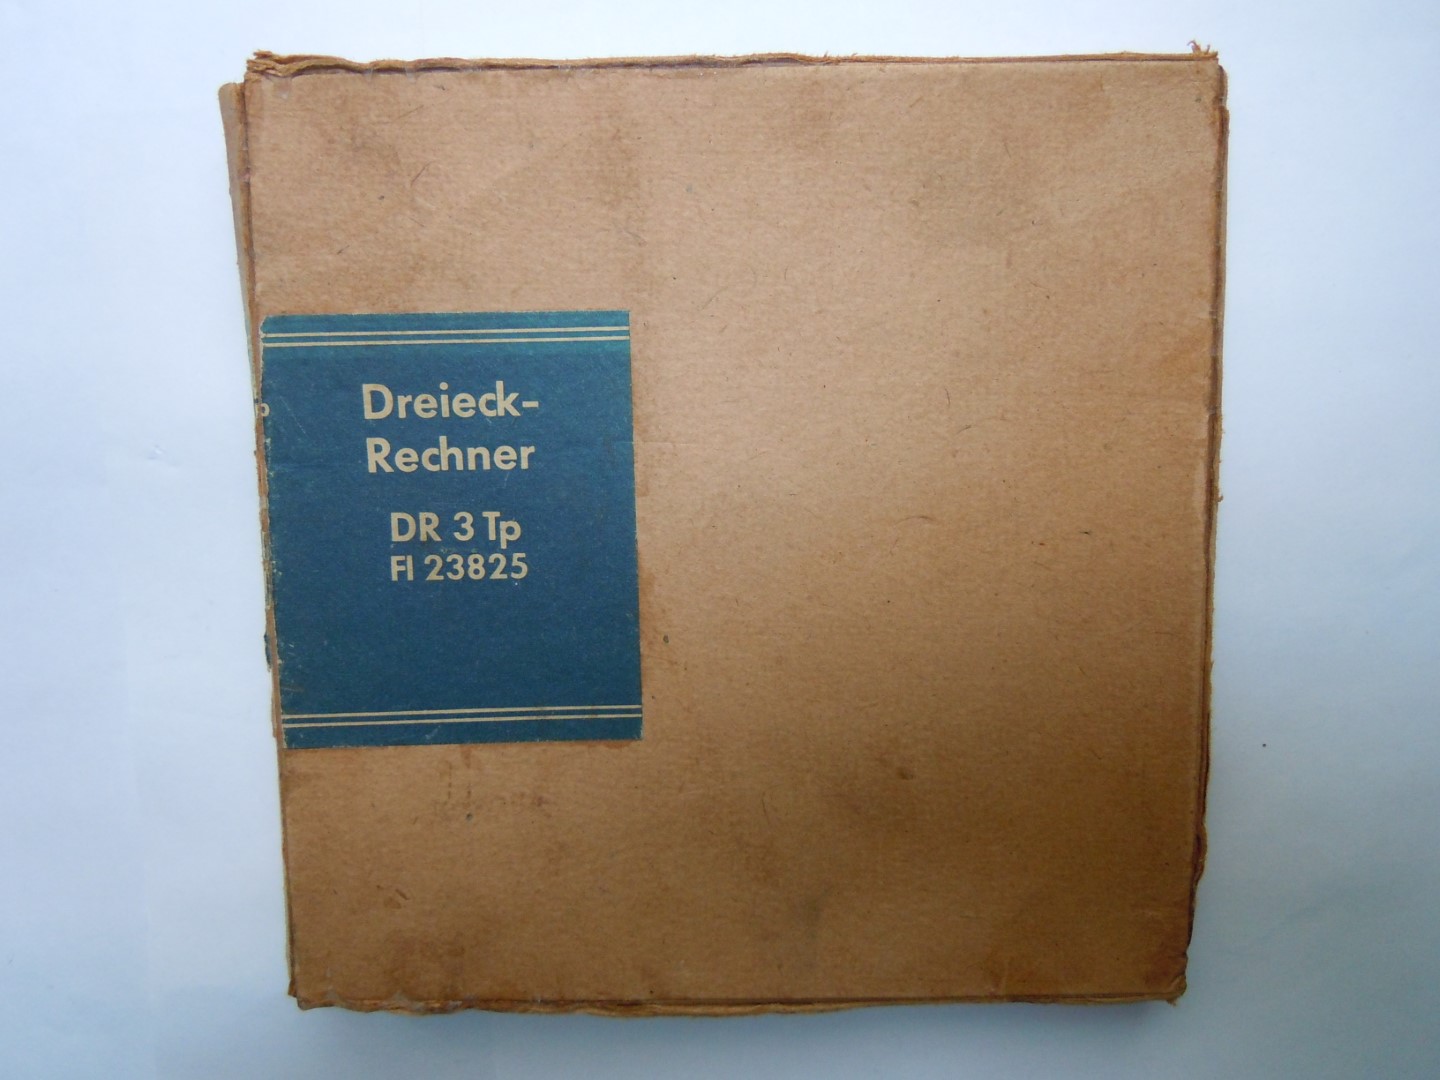 Dreieck-
Rechner
DR 3 Tp
Fl 23825